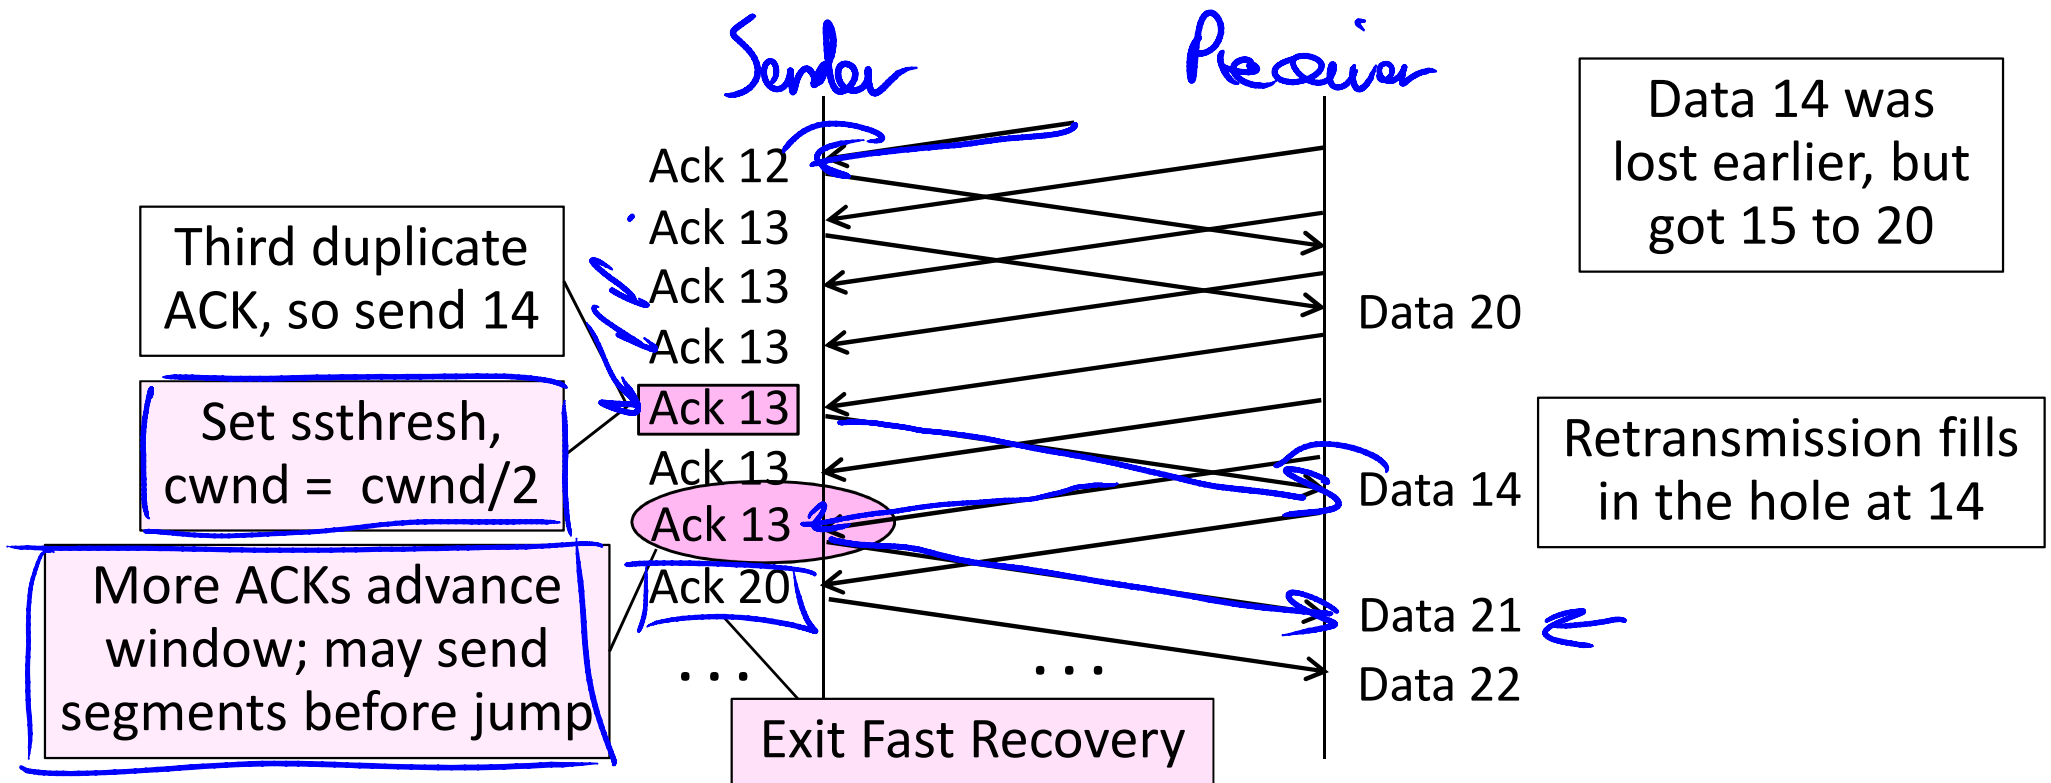 Sender
Receiver
Data 14 was
lost earlier, but
got 15 to 20
Ack 12
Ack 13
Third duplicate
ACK, so send 14
Ack 13
Ack 13
Data 20
Set ssthresh,
cwnd = cwnd/2
Ack 13
Ack 13
Ack 13
Data 14
Retransmission fills
in the hole at 14
More ACKs advance
window; may send
segments before jump
Ack 20
Data 21
. . .
. . .
Data 22
Exit Fast Recovery